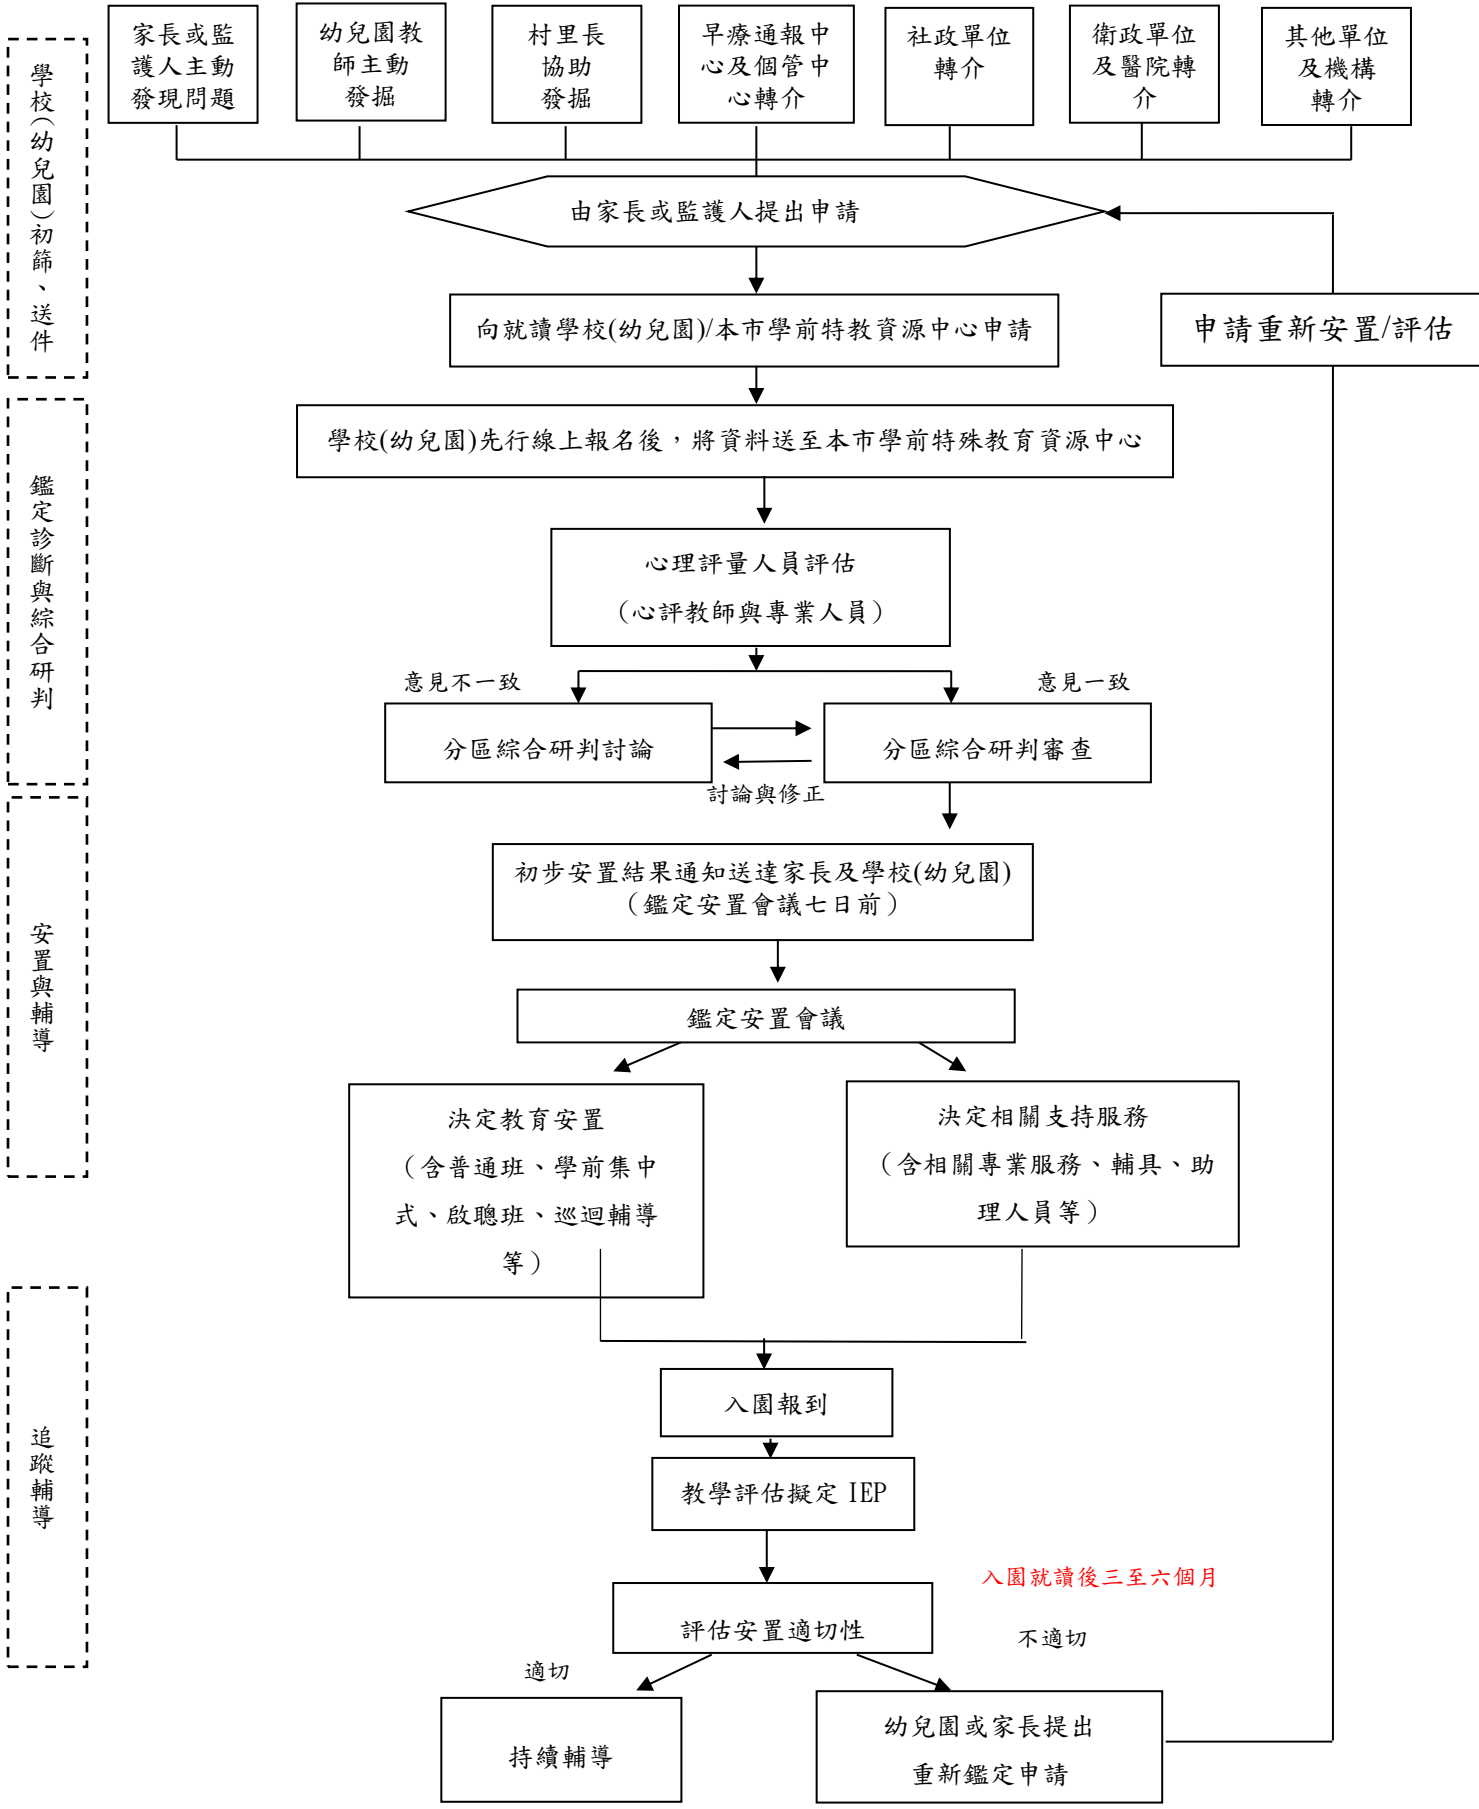 家長或監
護人主動
發現問題
幼兒園教
師主動
發掘
村里長
協助
發掘
早療通報中
心及個管中
心轉介
社政單位
轉介
衛政單位
及醫院轉
介
其他單位
及機構
轉介
學校(幼兒園)初篩、送件
由家長或監護人提出申請
向就讀學校(幼兒園)/本市學前特教資源中心申請
申請重新安置/評估
學校(幼兒園)先行線上報名後，將資料送至本市學前特殊教育資源中心
鑑定診斷與綜合研判
心理評量人員評估
（心評教師與專業人員）
意見不一致
意見一致
分區綜合研判討論
分區綜合研判審查
討論與修正
初步安置結果通知送達家長及學校(幼兒園)
（鑑定安置會議七日前）
安置與輔導
鑑定安置會議
決定教育安置
（含普通班、學前集中
式、啟聰班、巡迴輔導
等）
決定相關支持服務
（含相關專業服務、輔具、助
理人員等）
入園報到
追蹤輔導
教學評估擬定 IEP
入園就讀後三至六個月
評估安置適切性
不適切
適切
持續輔導
幼兒園或家長提出
重新鑑定申請